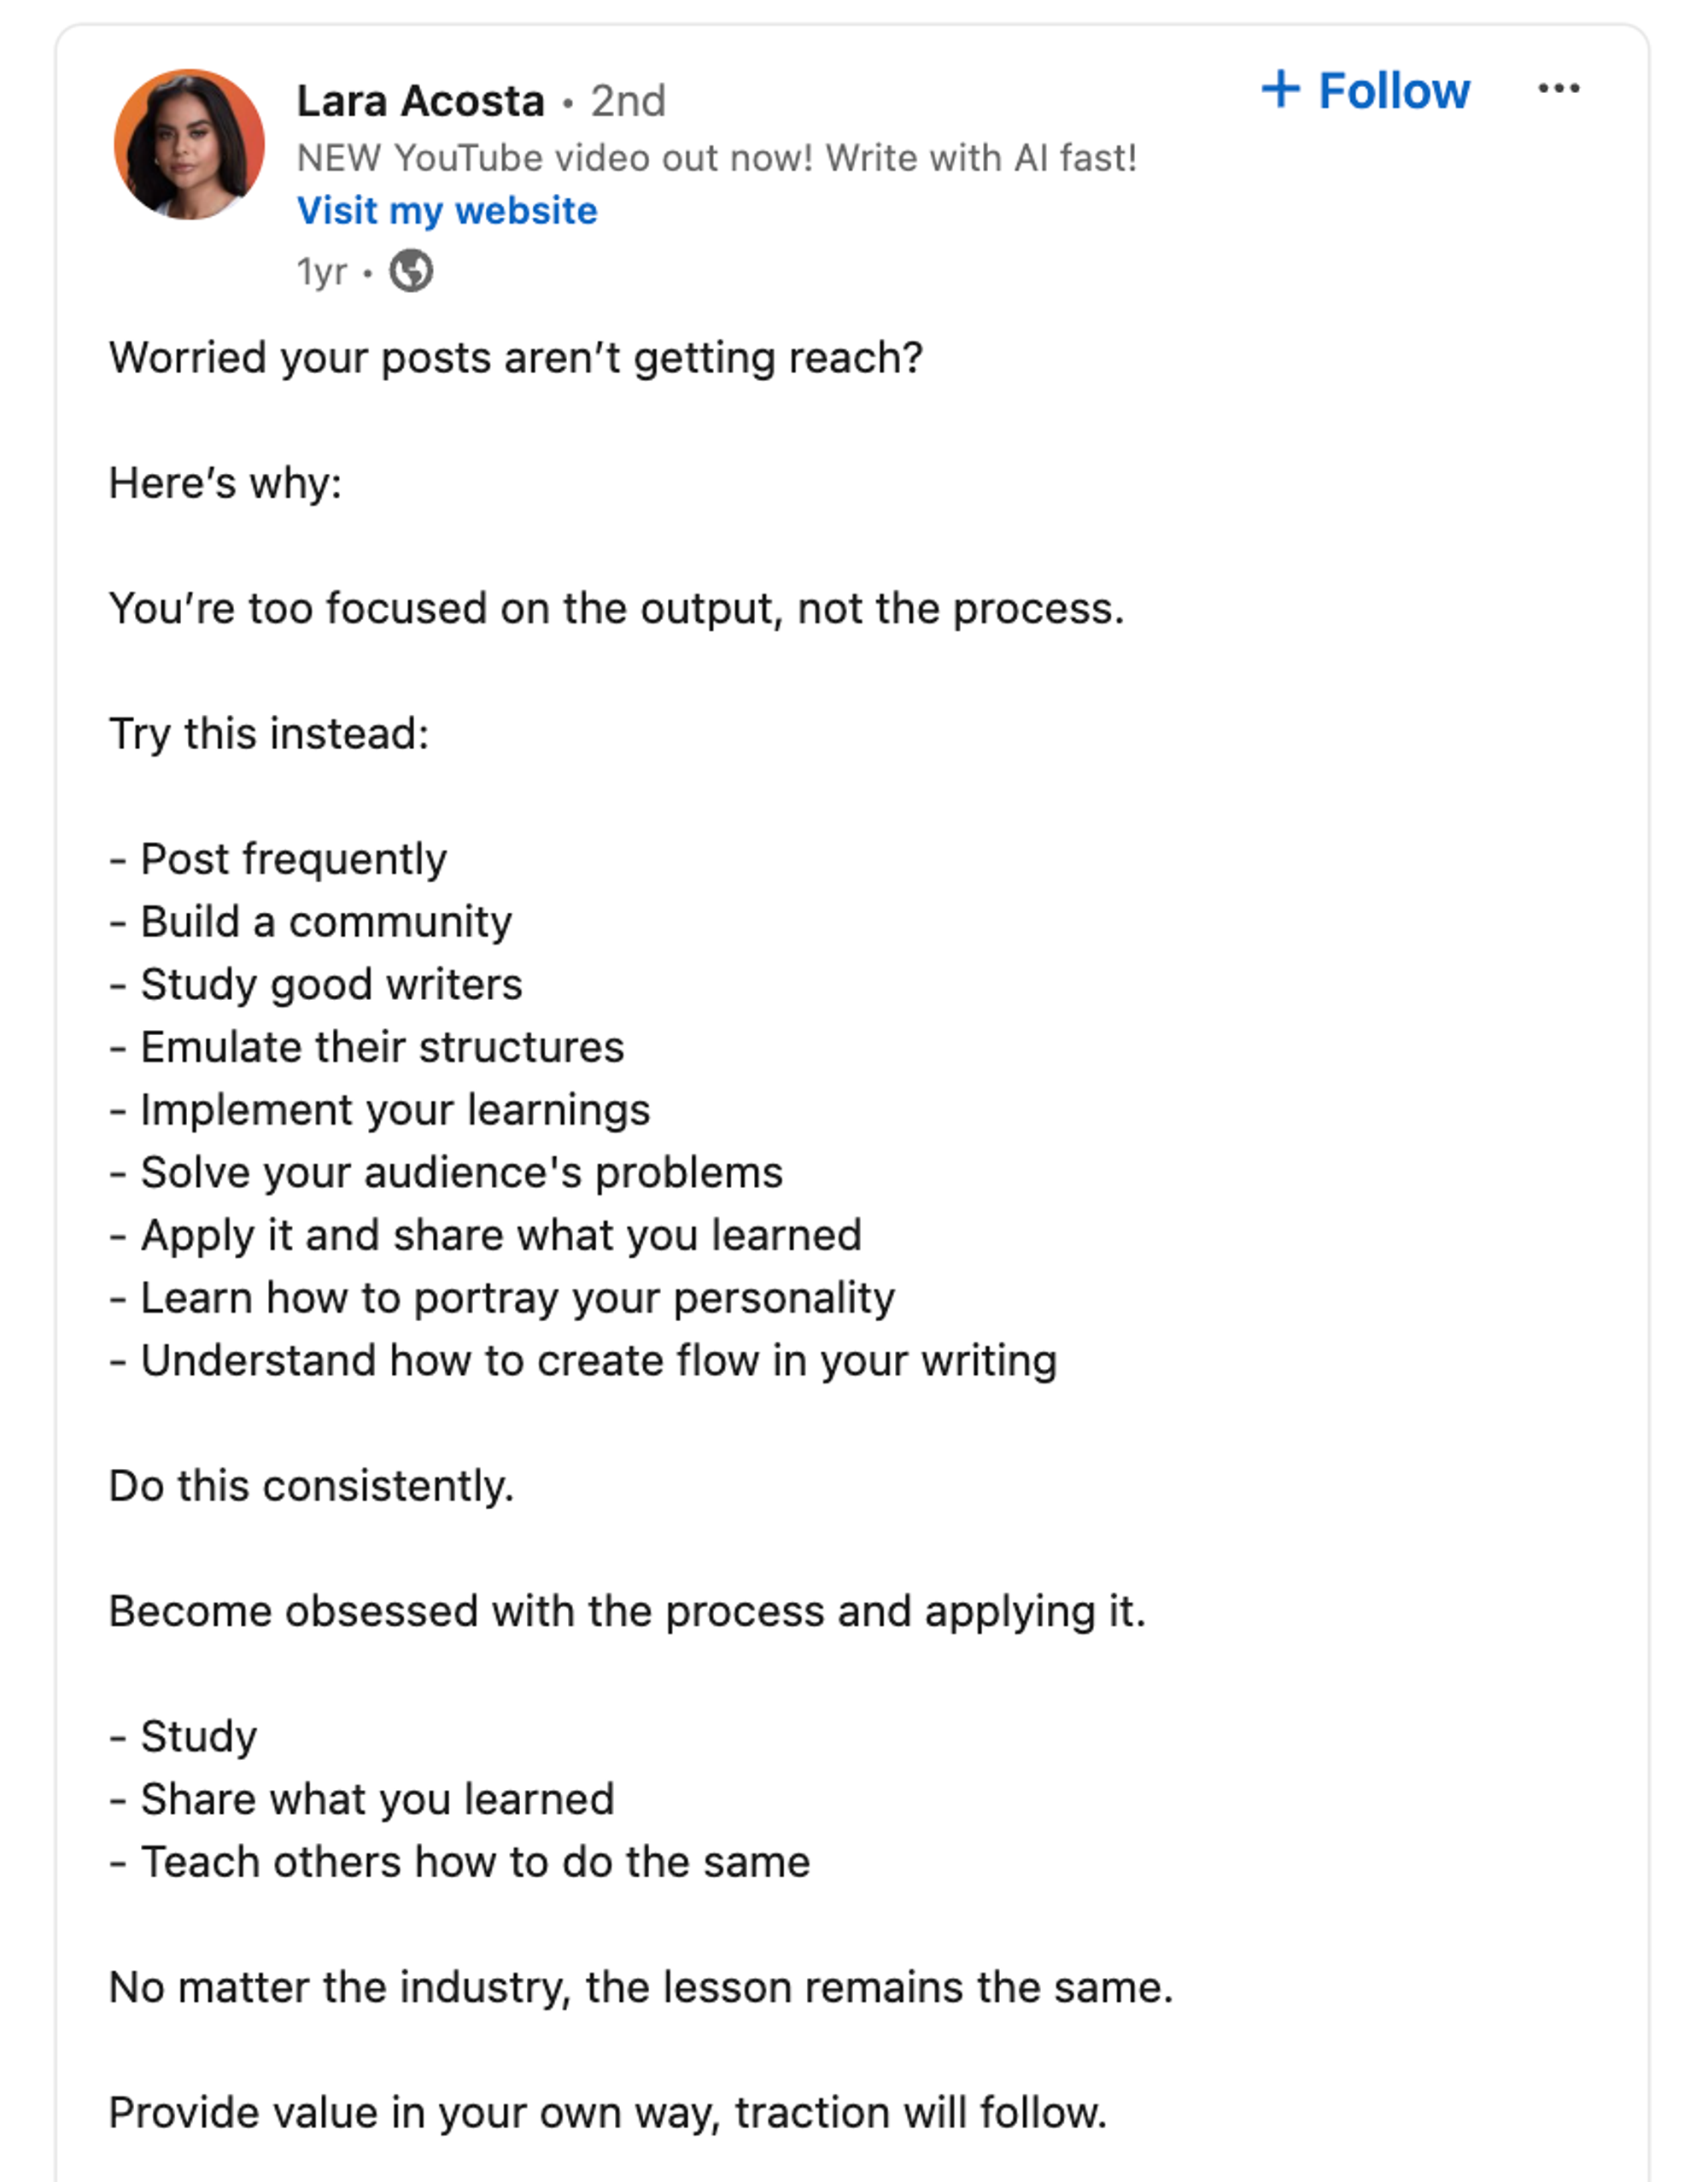 Lara Acosta • 2nd
+ Follow ...
NEW YouTube video out now! Write with AI fast!
Visit my website
1yr •
Worried your posts aren’t getting reach?
Here’s why:
You’re too focused on the output, not the process.
Try this instead:
- Post frequently
- Build a community
- Study good writers
- Emulate their structures
- Implement your learnings
- Solve your audience's problems
- Apply it and share what you learned
- Learn how to portray your personality
- Understand how to create flow in your writing
Do this consistently.
Become obsessed with the process and applying it.
- Study
- Share what you learned
- Teach others how to do the same
No matter the industry, the lesson remains the same.
Provide value in your own way, traction will follow.